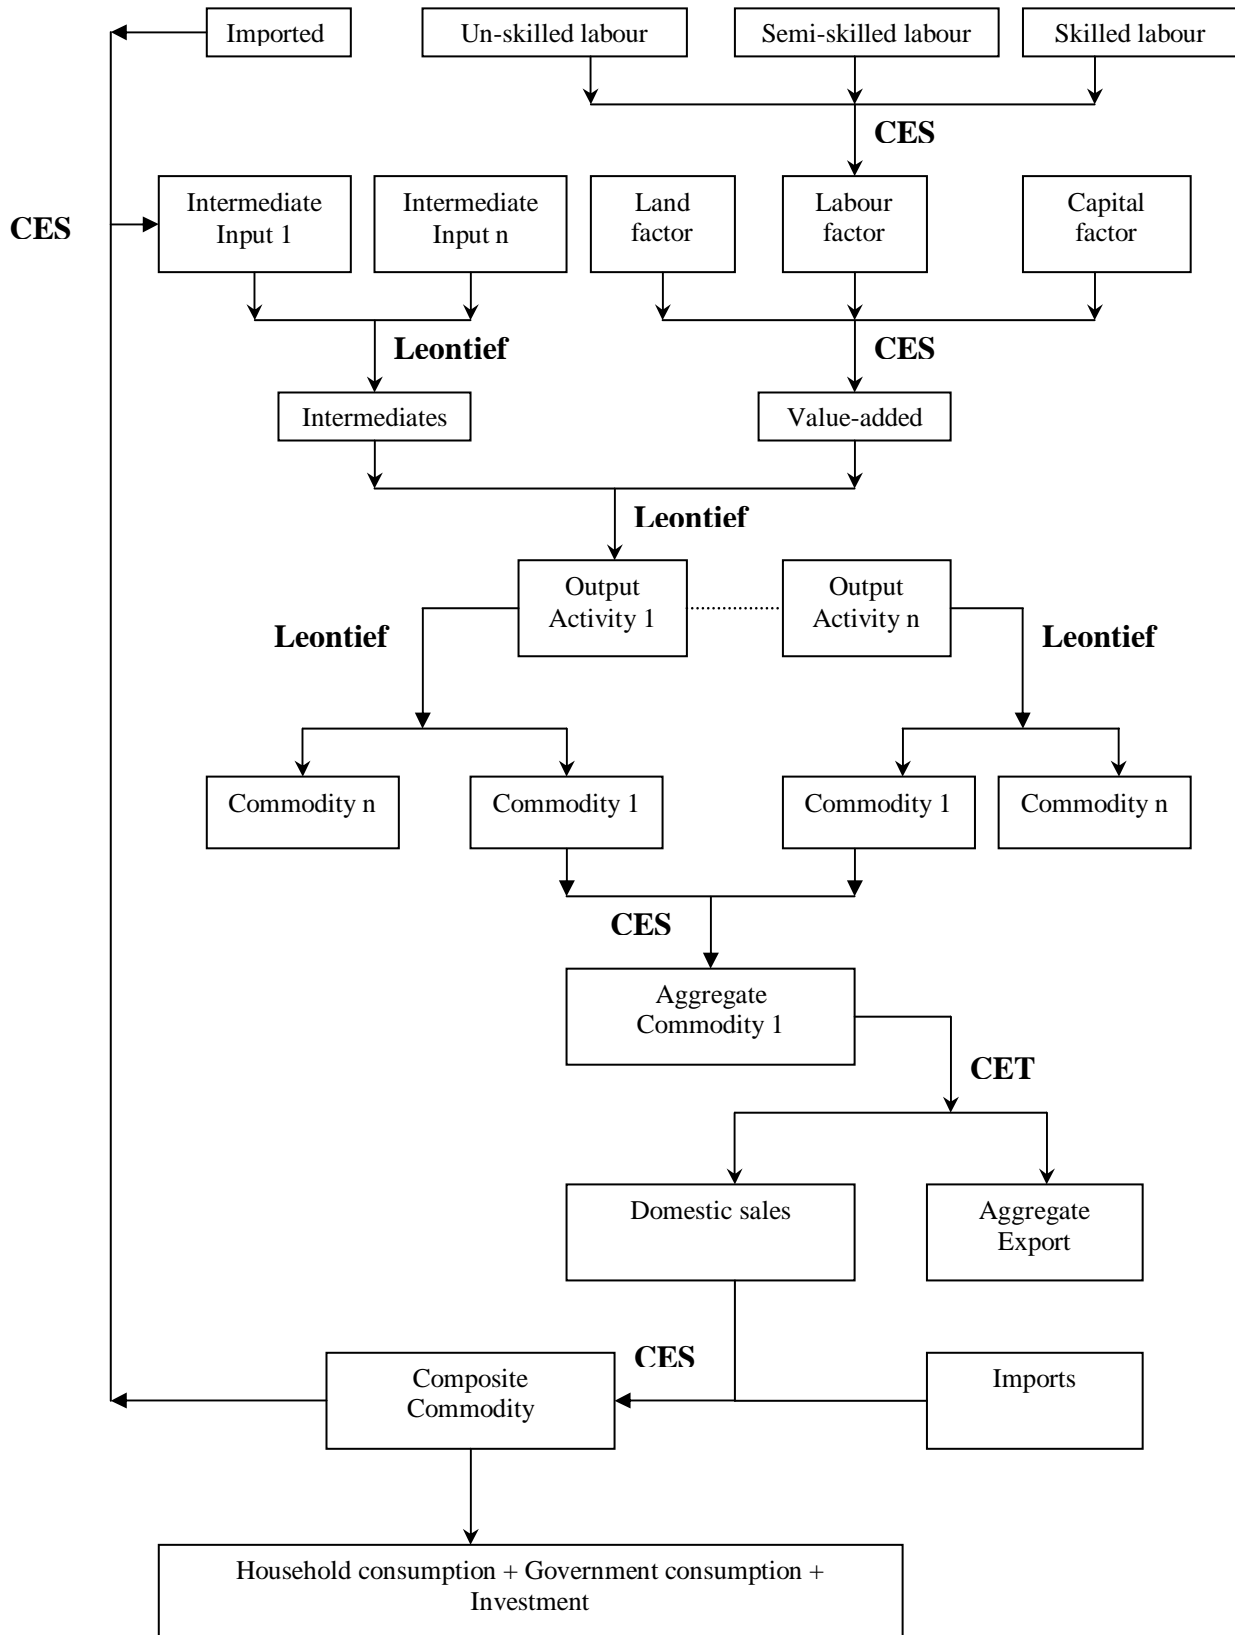 Imported
Un-skilled labour
Semi-skilled labour
Skilled labour
CES
Intermediate
Input 1
Intermediate
Input n
Land
factor
Labour
factor
Capital
factor
CES
Leontief
CES
Intermediates
Value-added
Leontief
Output
Activity 1
Output
Activity n
Leontief
Leontief
Commodity n
Commodity 1
Commodity 1
Commodity n
CES
Aggregate
Commodity 1
CET
Domestic sales
Aggregate
Export
CES
Composite
Commodity
Imports
Household consumption + Government consumption +
Investment